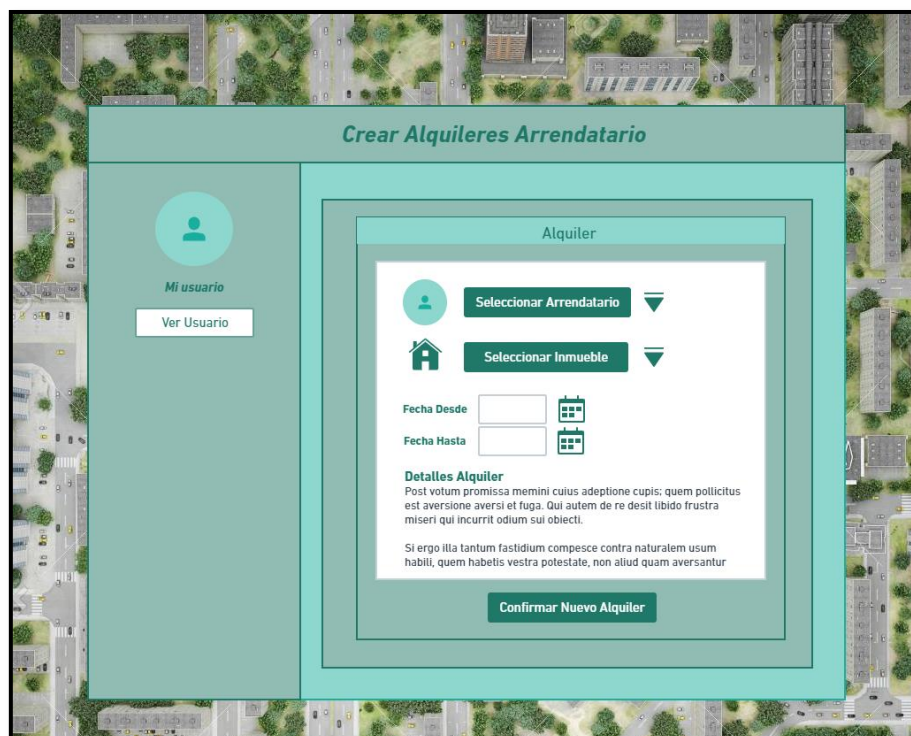 Crear Alquileres Arrendatario
Mi usuario
Ver Usuario
Alquiler
Seleccionar Arrendatario
Seleccionar Inmueble
Fecha Desde
Fecha Hasta
Detalles Alquiler
Post votum promissa memini cuius adeptione cupis; quem pollicitus
est aversione aversi et fuga. Qui autem de re desit libido frustra
miseri qui incurrit odium sui obiecti.
Si ergo illa tantum fastidium compesce contra naturalem usum
habili, quem habetis vestra potestate, non aliud quam aversantur
Confirmar Nuevo Alquiler